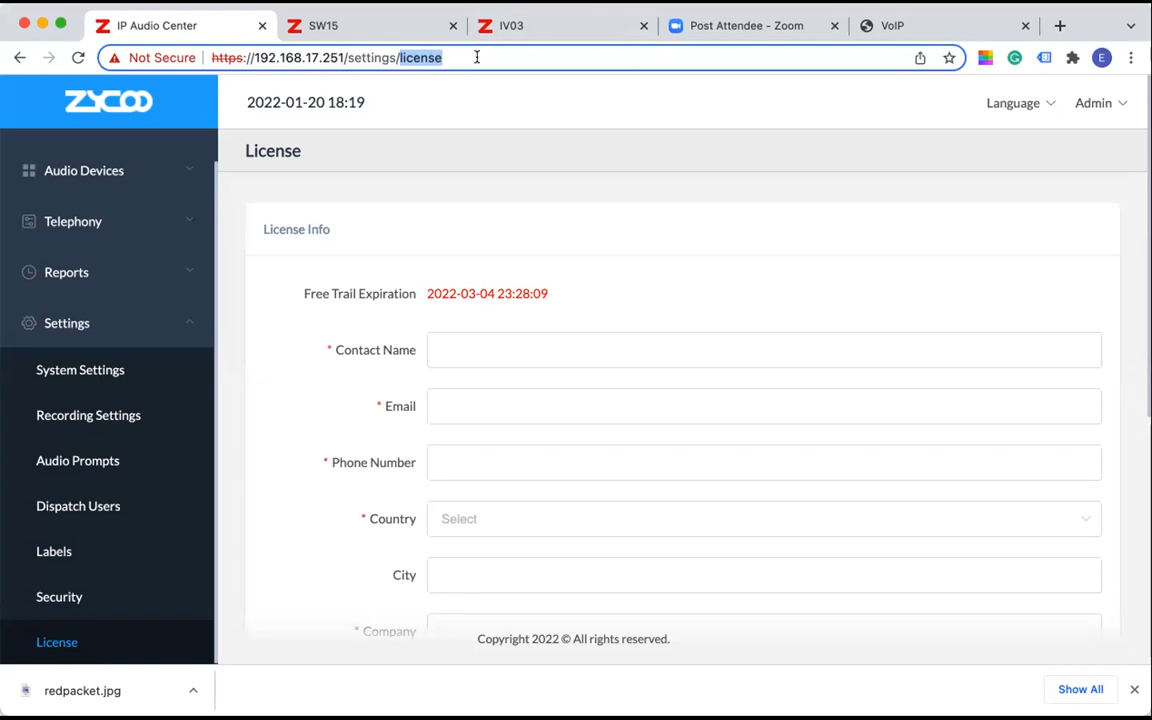 IP Audio Center
SW15
IV03
Post Attendee - Zoom
VoIP
Not Secure
https://192.168.17.251/settings/license
E
ZYCOO
2022-01-20 18:19
Language
Admin
Audio Devices
Telephony
Reports
Settings
System Settings
Recording Settings
Audio Prompts
Dispatch Users
Labels
Security
License
License
License Info
Free Trail Expiration 2022-03-04 23:28:09
* Contact Name
* Email
* Phone Number
* Country Select
City
* Company
Copyright 2022 © All rights reserved.
redpacket.jpg
Show All